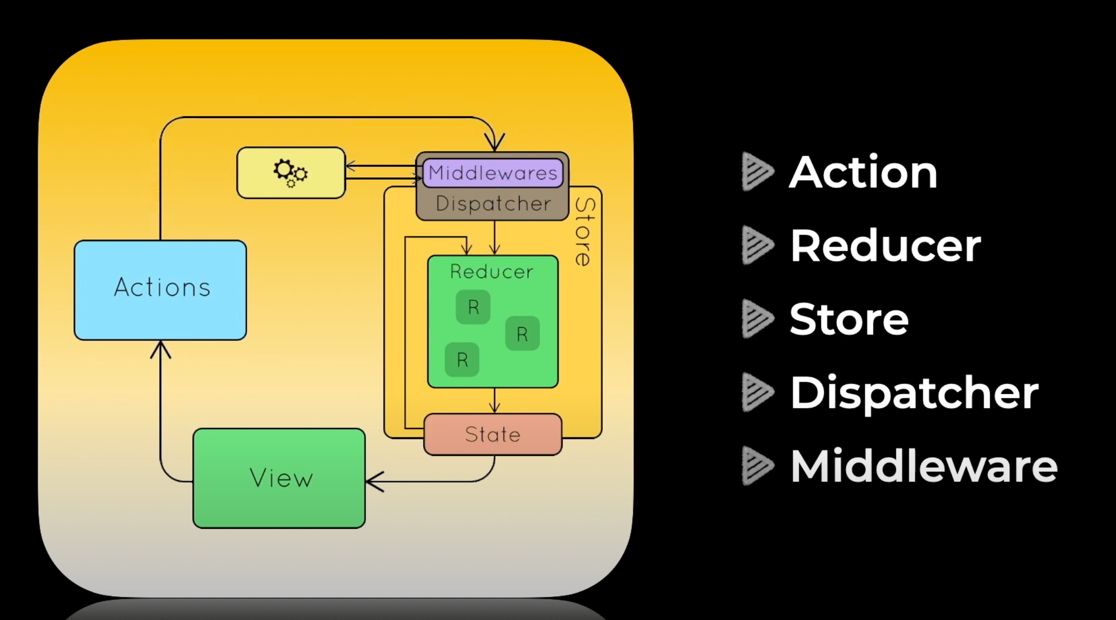 Middlewares
Dispatcher
Store
Actions
Reducer
R
R
R
State
View
Action
Reducer
Store
Dispatcher
Middleware